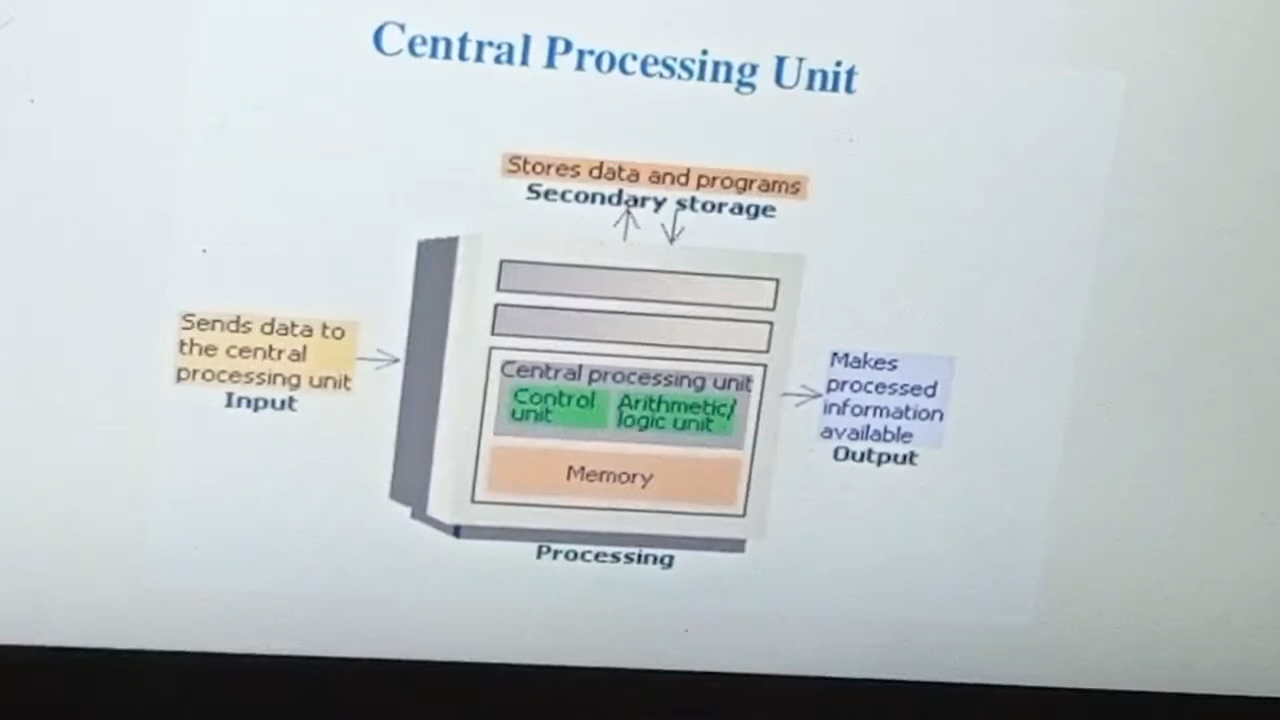 Central Processing Unit
Stores data and programs
Secondary storage
Sends data to
the central
processing unit
Input
Central processing unit
Control
unit
Arithmetic/
logic unit
Memory
Processing
Makes
processed
information
available
Output